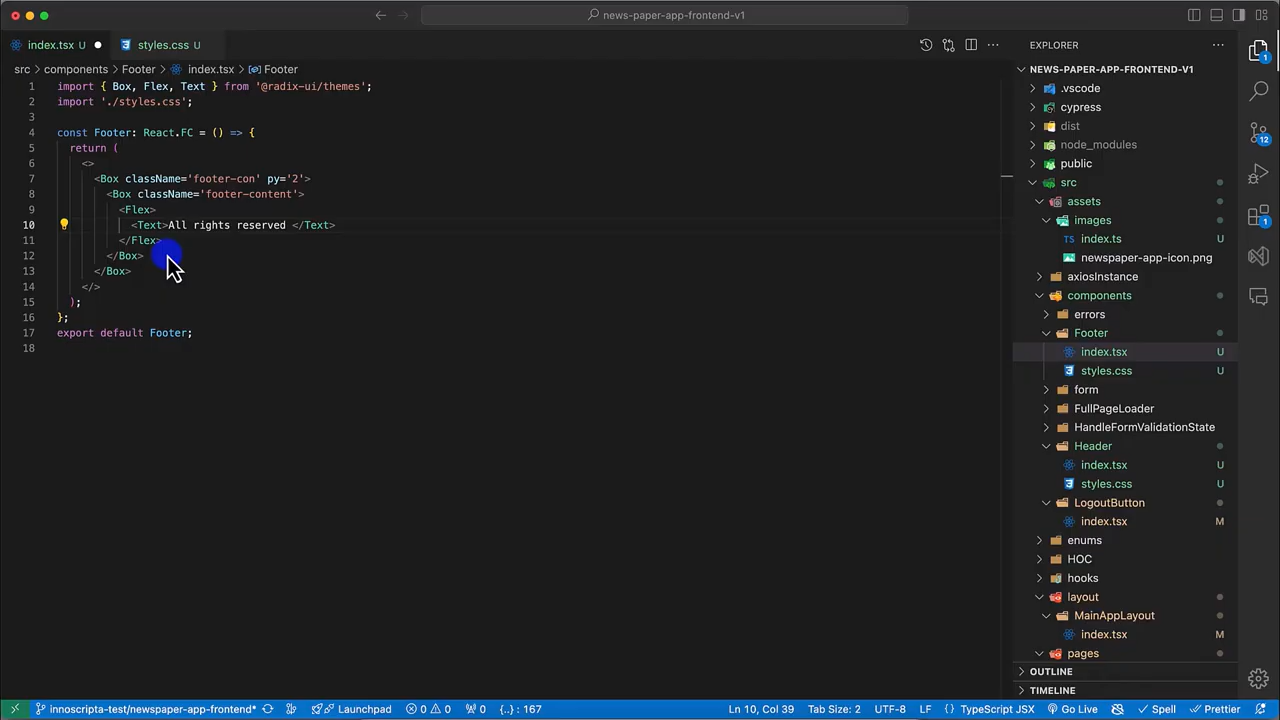 news-paper-app-frontend-v1
index.tsx U
styles.css U
src
components
Footer
index.tsx
Footer
1 import { Box, Flex, Text } from '@radix-ui/themes';
2 import './styles.css';
3
4 const Footer: React.FC = () => {
5 return (
6 <>
7 <Box className='footer-con' py='2'>
8 <Box className='footer-content'>
9 <Flex>
10 <Text>All rights reserved </Text>
11 </Flex>
12 </Box>
13 </Box>
14 </>
15 );
16 };
17 export default Footer;
18
EXPLORER
NEWS-PAPER-APP-FRONTEND-V1
.vscode
cypress
dist
node_modules
public
src
assets
images
index.ts U
newspaper-app-icon.png
axiosInstance
components
errors
Footer
index.tsx U
styles.css U
form
FullPageLoader
HandleFormValidationState
Header
index.tsx U
styles.css U
LogoutButton
index.tsx M
enums
HOC
hooks
layout
MainAppLayout
index.tsx M
pages
OUTLINE
TIMELINE
1
12
1
innoscripta-test/newspaper-app-frontend* Launchpad 0 0 0 {..} : 167 Ln 10, Col 39 Tab Size: 2 UTF-8 LF {} TypeScript JSX Go Live Spell Prettier